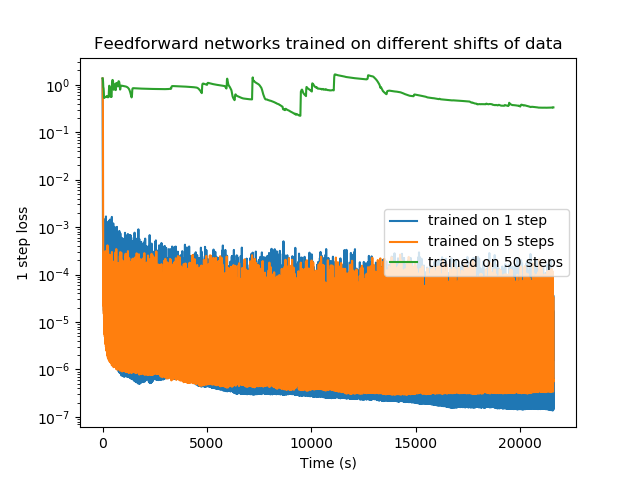 Feedforward networks trained on different shifts of data
10⁰
10⁻¹
10⁻²
10⁻³
10⁻⁴
10⁻⁵
10⁻⁶
10⁻⁷
1 step loss
trained on 1 step
trained on 5 steps
trained on 50 steps
0 5000 10000 15000 20000
Time (s)